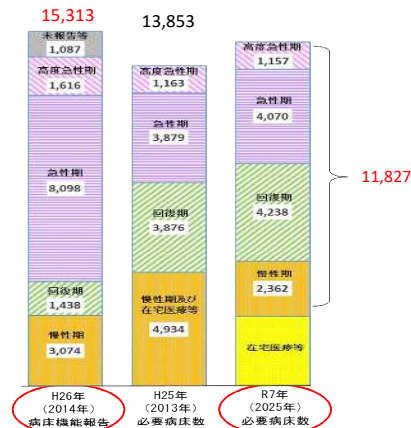 15,313
未報告等
1,087
高度急性期
1,616
急性期
8,098
回復期
1,438
慢性期
3,074
H26年
(2014年)
病床機能報告
13,853
高度急性期
1,163
急性期
3,879
回復期
3,876
慢性期及び
在宅医療等
4,934
H25年
(2013年)
必要病床数
高度急性期
1,157
急性期
4,070
回復期
4,238
慢性期
2,362
在宅医療等
R7年
(2025年)
必要病床数
11,827